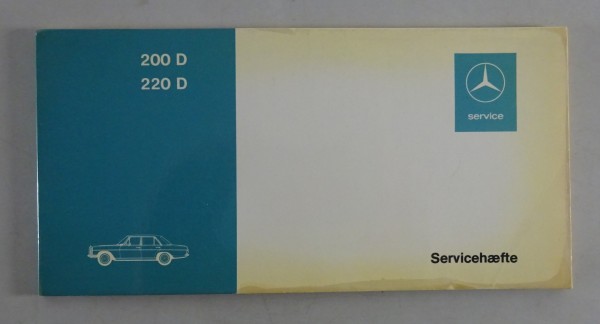 200 D
220 D
service
Servicehæfte